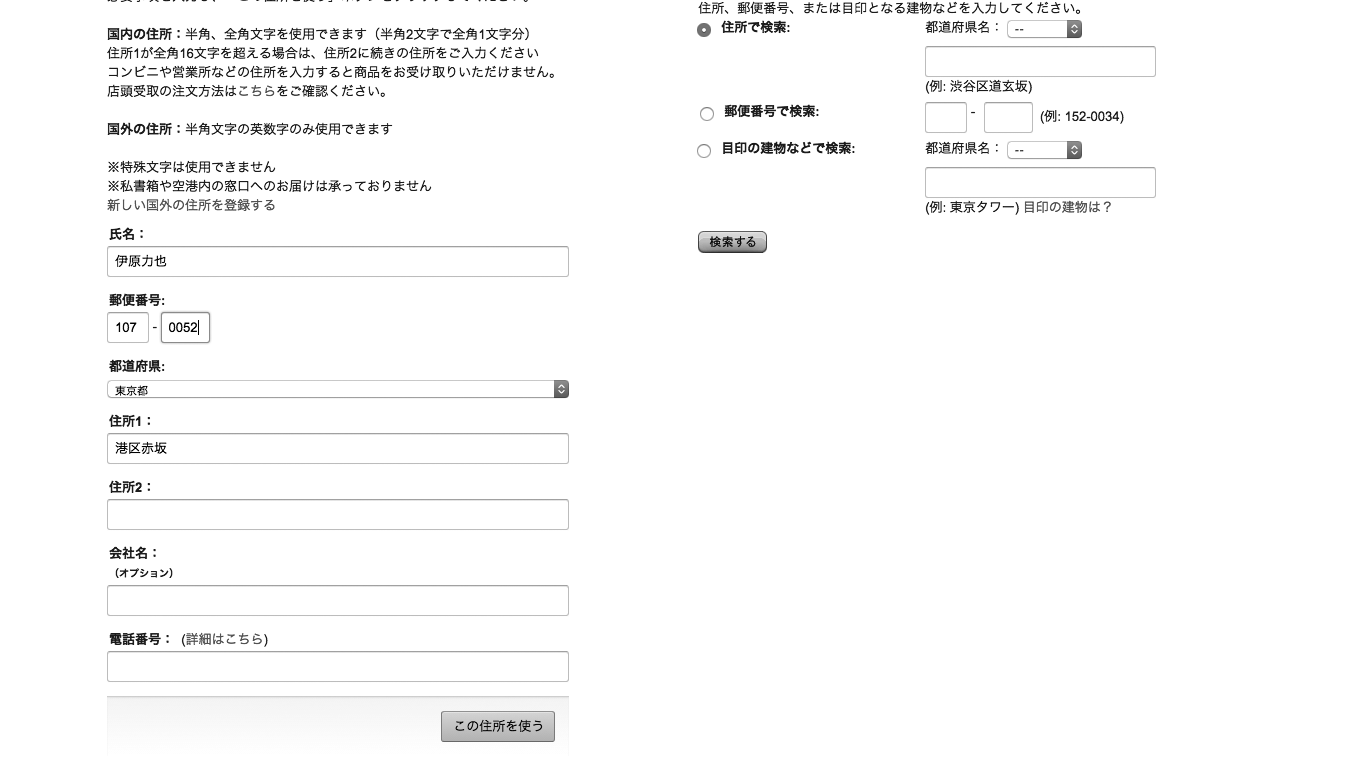 国内の住所：半角、全角文字を使用できます（半角2文字で全角1文字分）
住所1が全角16文字を超える場合は、住所2に続きの住所をご入力ください
コンビニや営業所などの住所を入力すると商品をお受け取りいただけません。
店頭受取の注文方法はこちらをご確認ください。
国外の住所：半角文字の英数字のみ使用できます
※特殊文字は使用できません
※私書箱や空港内の窓口へのお届けは承っておりません
新しい国外の住所を登録する
氏名：
伊原力也
郵便番号:
107 - 0052
都道府県:
東京都
住所1：
港区赤坂
住所2：
会社名：
（オプション）
電話番号： (詳細はこちら)
この住所を使う
住所、郵便番号、または目印となる建物などを入力してください。
住所で検索: 都道府県名： --
(例: 渋谷区道玄坂)
郵便番号で検索: - (例: 152-0034)
目印の建物などで検索: 都道府県名： --
(例: 東京タワー) 目印の建物は？
検索する